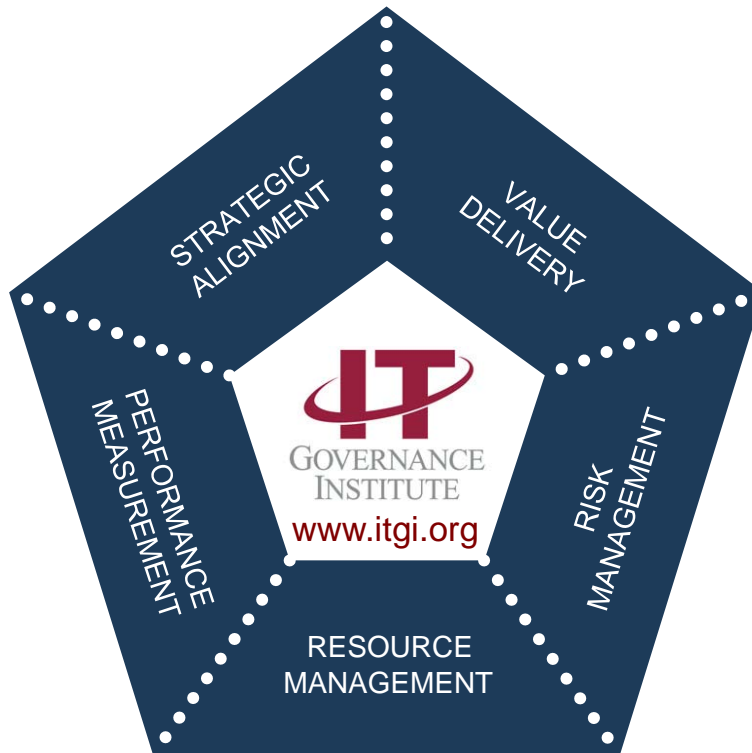 STRATEGIC
ALIGNMENT
VALUE
DELIVERY
PERFORMANCE
MEASUREMENT
IT
GOVERNANCE
INSTITUTE
www.itgi.org
RISK
MANAGEMENT
RESOURCE
MANAGEMENT